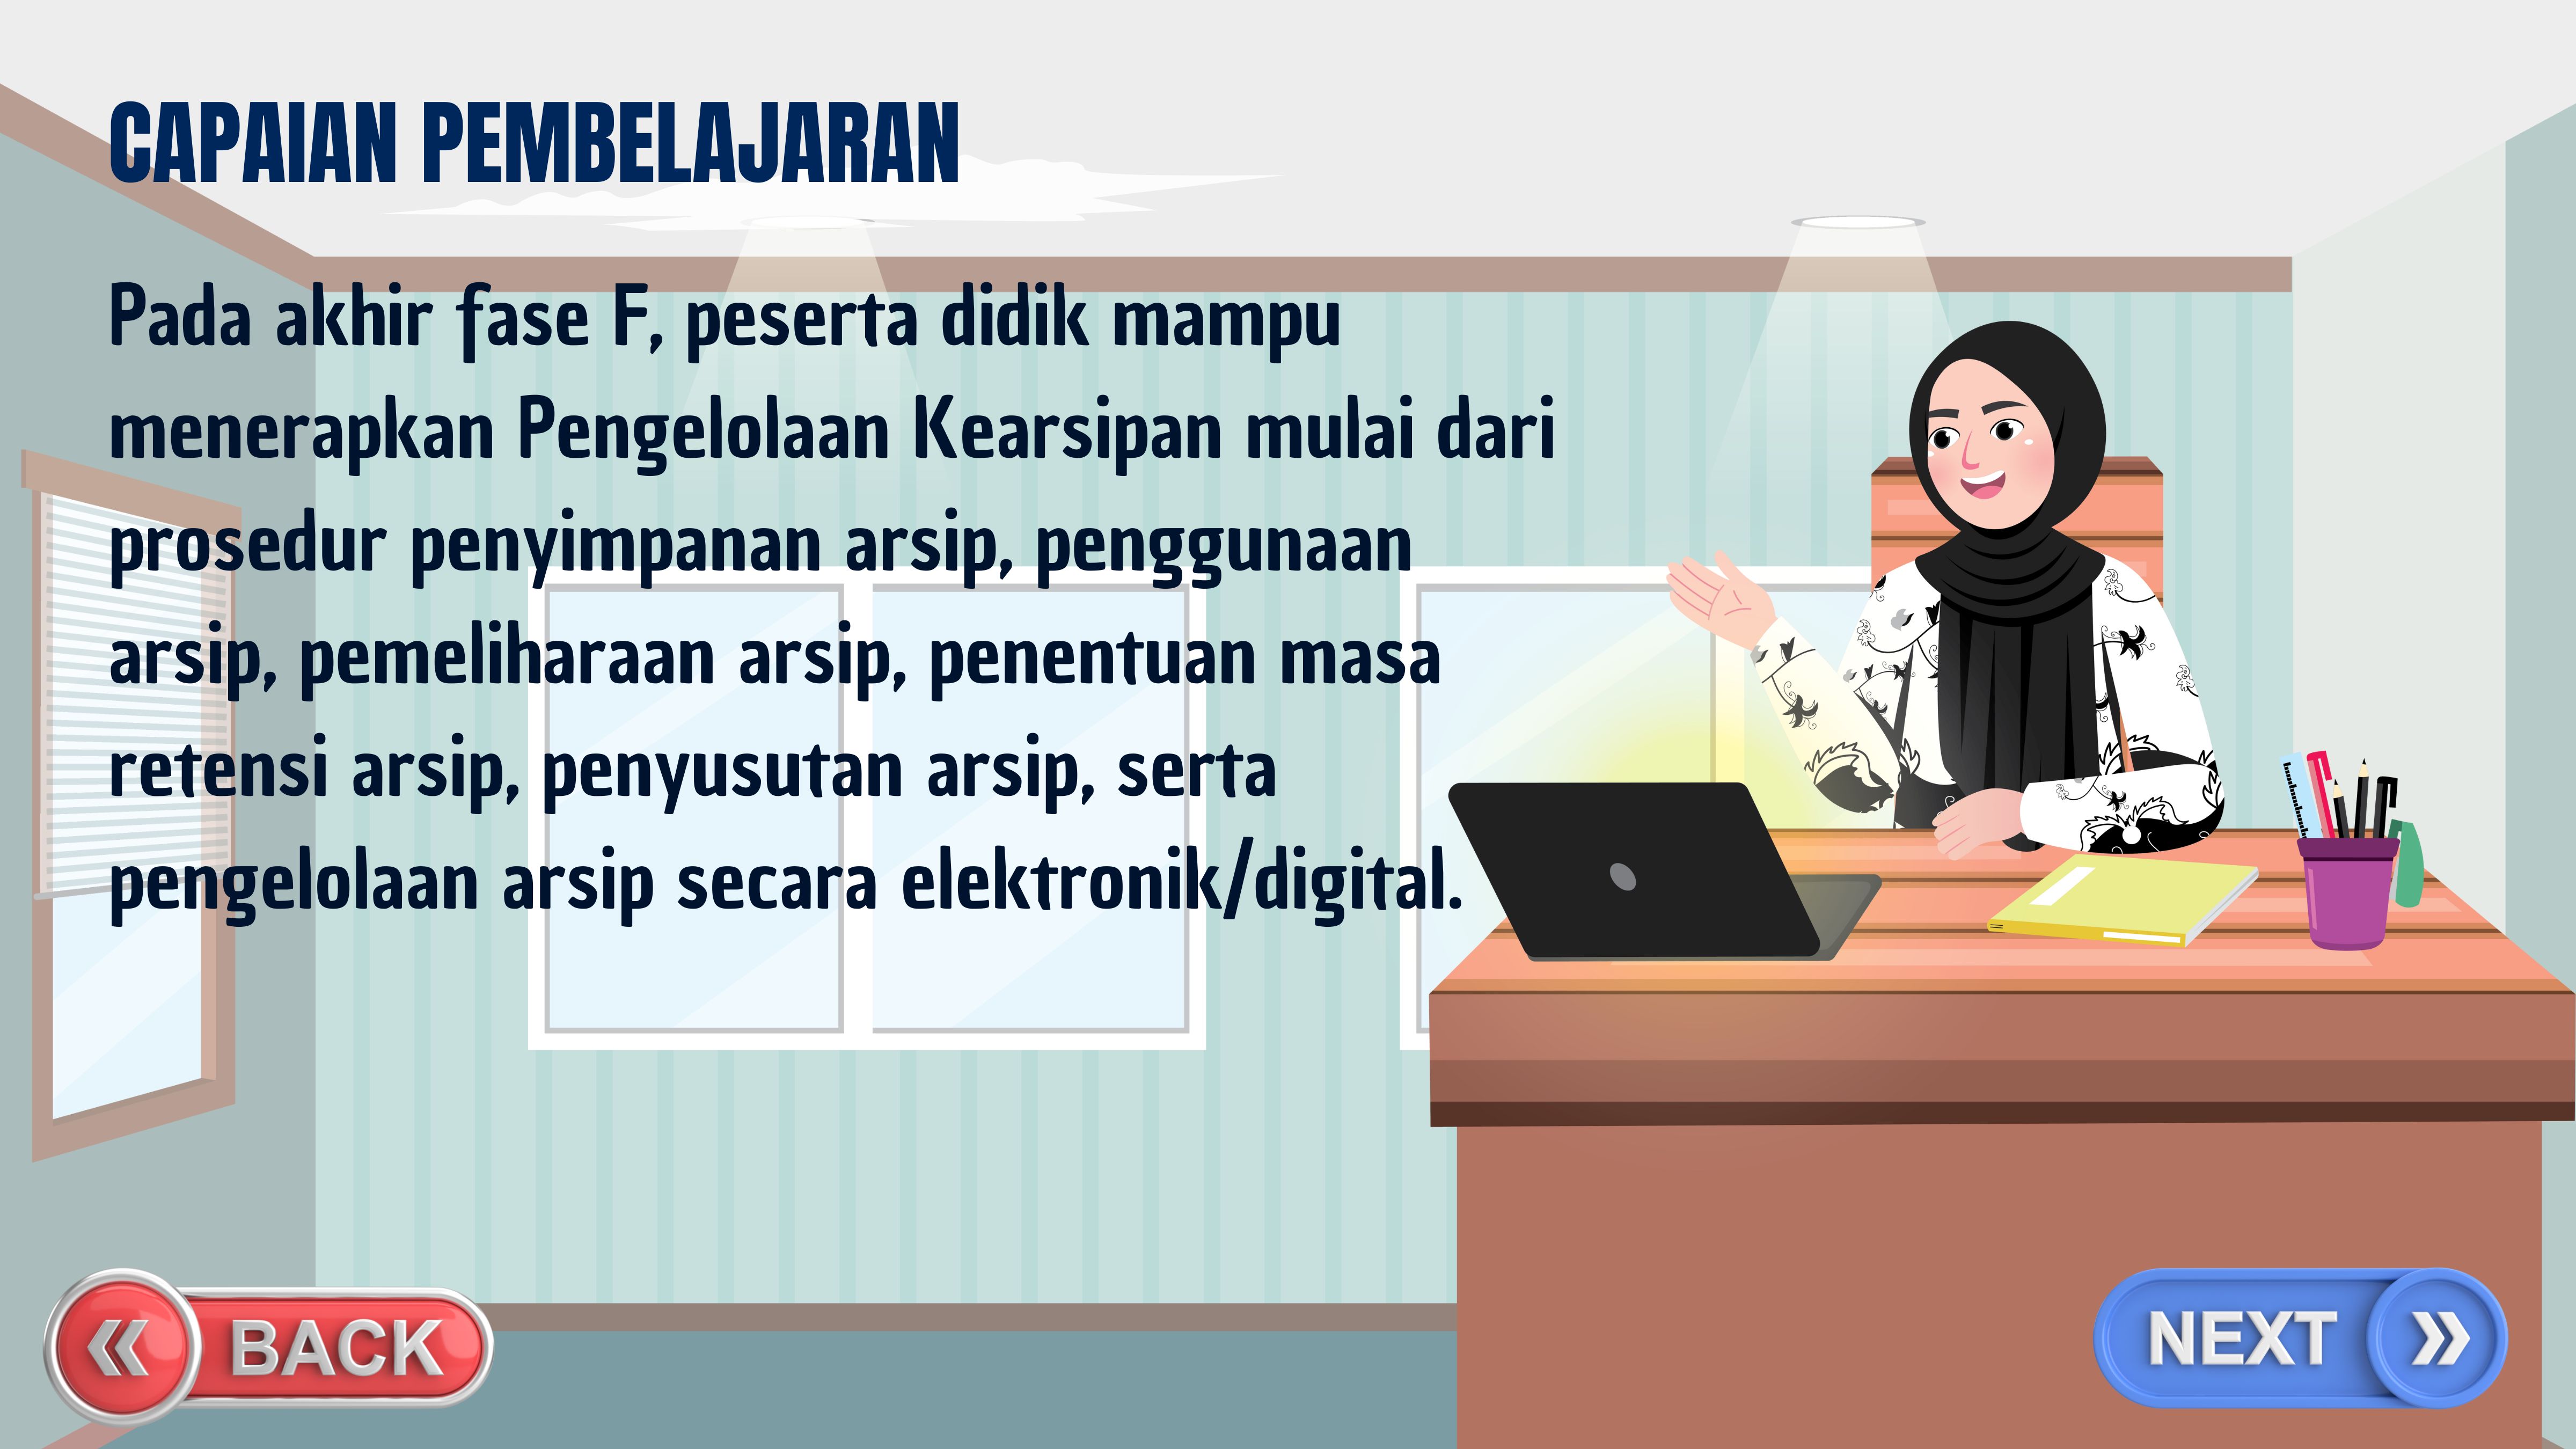 CAPAIAN PEMBELAJARAN
Pada akhir fase F, peserta didik mampu
menerapkan Pengelolaan Kearsipan mulai dari
prosedur penyimpanan arsip, penggunaan
arsip, pemeliharaan arsip, penentuan masa
retensi arsip, penyusutan arsip, serta
pengelolaan arsip secara elektronik/digital.
BACK
NEXT